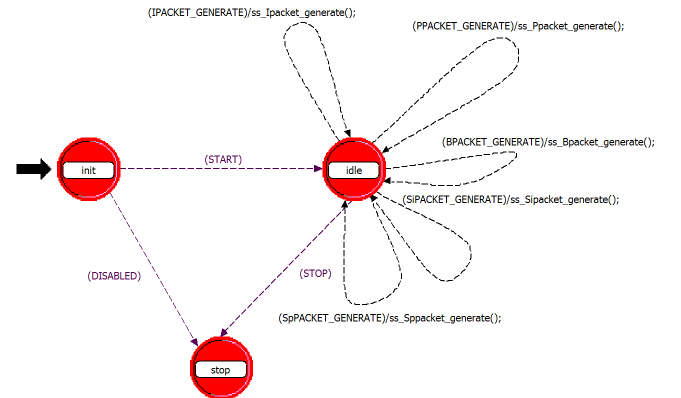 (IPACKET_GENERATE)/ss_Ipacket_generate();
(PPACKET_GENERATE)/ss_Ppacket_generate();
(BPACKET_GENERATE)/ss_Bpacket_generate();
(START)
init
idle
(SiPACKET_GENERATE)/ss_Sipacket_generate();
(DISABLED)
(STOP)
(SpPACKET_GENERATE)/ss_Sppacket_generate();
stop